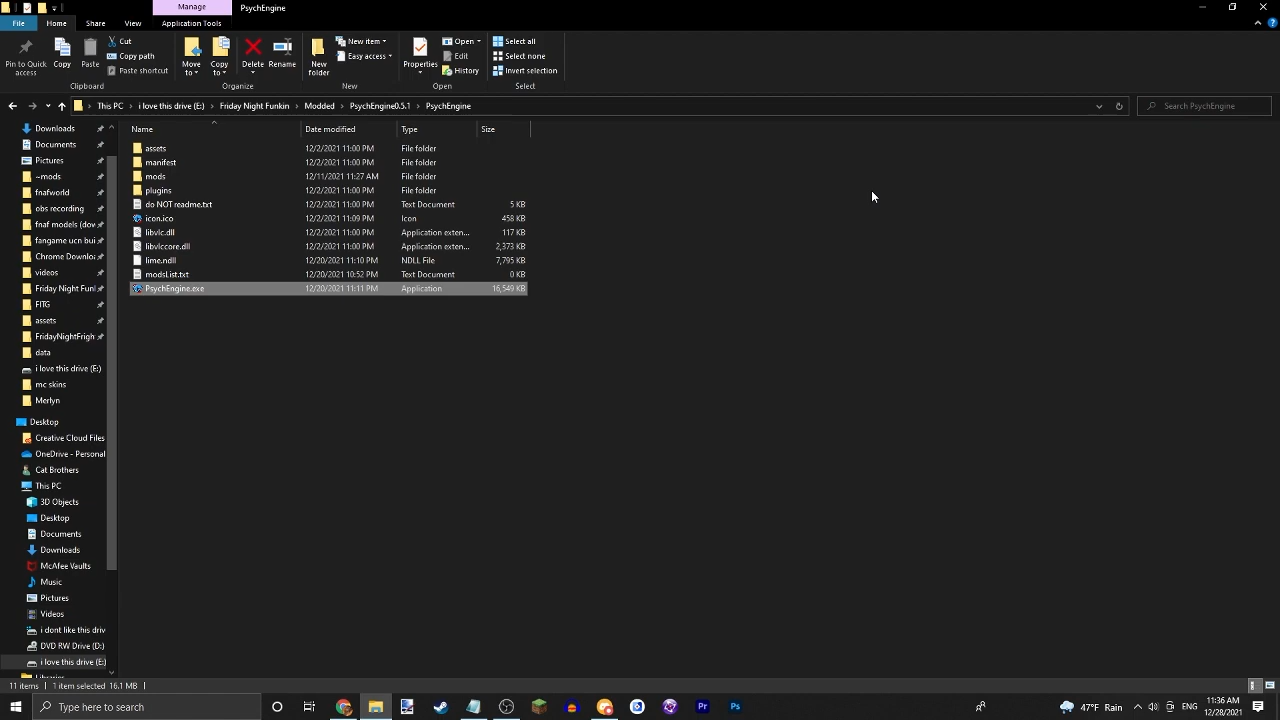 Manage
PsychEngine
File
Home
Share
View
Application Tools
Pin to Quick access
Copy
Paste
Cut
Copy path
Paste shortcut
Clipboard
Move to
Copy to
Delete
Rename
Organize
New folder
New item
Easy access
New
Properties
Open
Edit
History
Open
Select all
Select none
Invert selection
Select
This PC
i love this drive (E:)
Friday Night Funkin
Modded
PsychEngine0.5.1
PsychEngine
Search PsychEngine
Name
Date modified
Type
Size
assets 12/2/2021 11:00 PM File folder
manifest 12/2/2021 11:00 PM File folder
mods 12/11/2021 11:27 AM File folder
plugins 12/2/2021 11:00 PM File folder
do NOT readme.txt 12/2/2021 11:00 PM Text Document 5 KB
icon.ico 12/2/2021 11:09 PM Icon 458 KB
libvlc.dll 12/2/2021 11:00 PM Application exten... 117 KB
libvlccore.dll 12/2/2021 11:00 PM Application exten... 2,373 KB
lime.ndll 12/20/2021 11:10 PM NDLL File 7,795 KB
modsList.txt 12/20/2021 10:52 PM Text Document 0 KB
PsychEngine.exe 12/20/2021 11:11 PM Application 16,549 KB
Downloads
Documents
Pictures
~mods
fnafworld
obs recording
fnaf models (dow
fangame ucn bui
Chrome Downloa
videos
Friday Night Funl
FITG
assets
FridayNightFrigh
data
i love this drive (E:)
mc skins
Merlyn
Desktop
Creative Cloud Files
OneDrive - Personal
Cat Brothers
This PC
3D Objects
Desktop
Documents
Downloads
McAfee Vaults
Music
Pictures
Videos
i dont like this driv
DVD RW Drive (D:)
i love this drive (E:)
Libraries
11 items
1 item selected 16.1 MB
Type here to search
Pr
Ps
47°F Rain
ENG
11:36 AM
12/28/2021